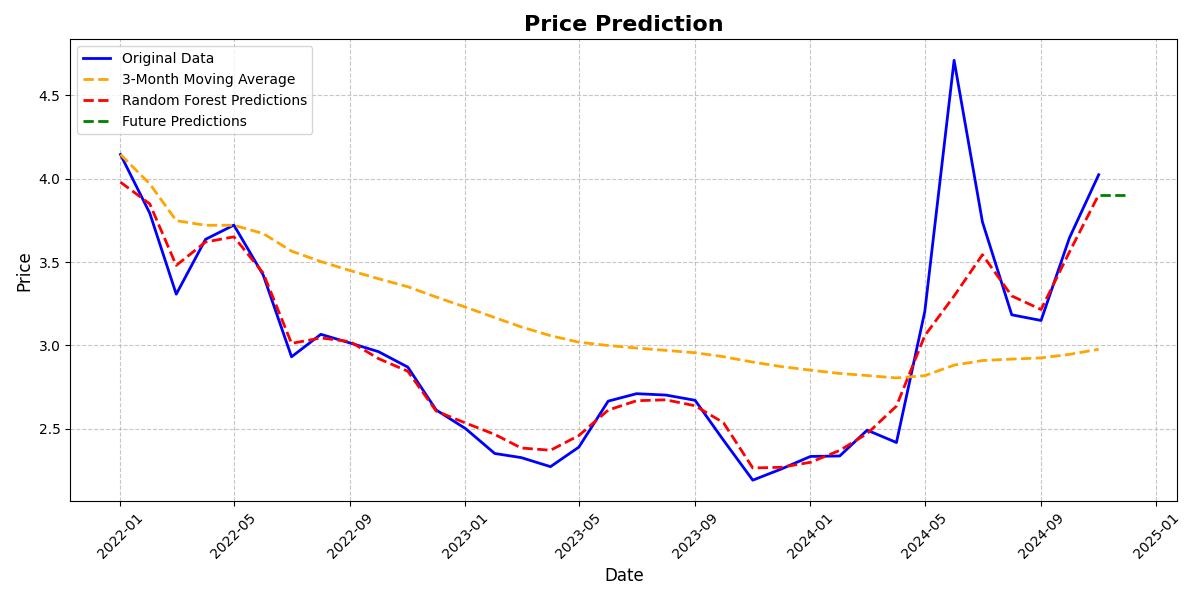 Price Prediction
Original Data
3-Month Moving Average
Random Forest Predictions
Future Predictions
Price
4.5
4.0
3.5
3.0
2.5
2022-01
2022-05
2022-09
2023-01
2023-05
2023-09
2024-01
2024-05
2024-09
2025-01
Date